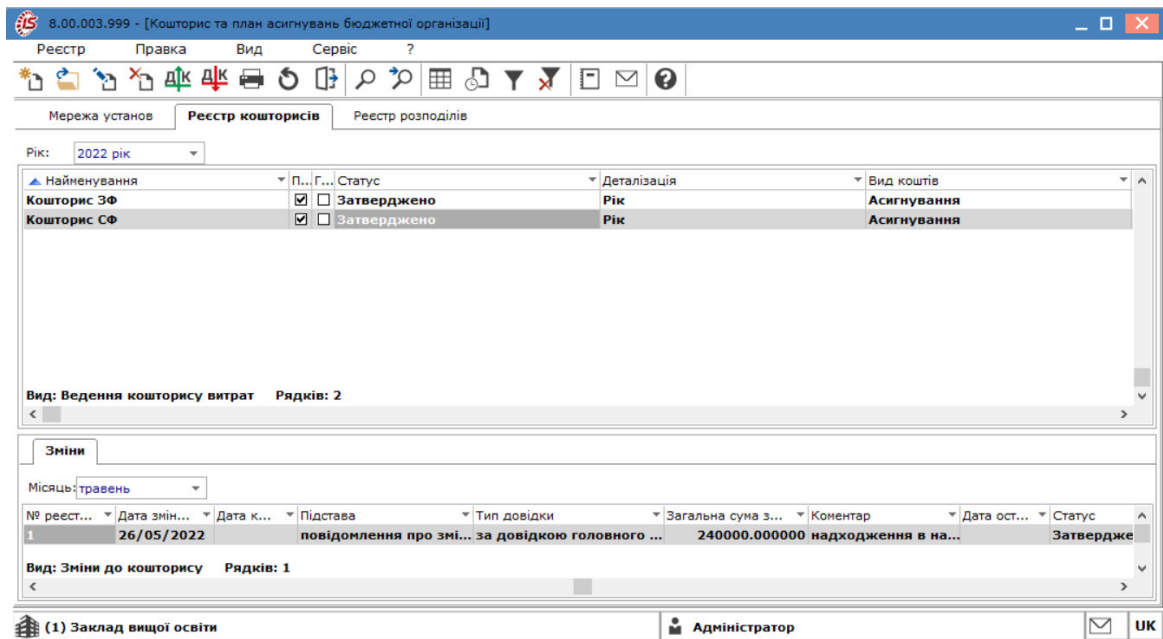 8.00.003.999 - [Кошторис та план асигнувань бюджетної організації]
Реєстр Правка Вид Сервіс ?
Мережа установ Реєстр кошторисів Реєстр розподілів
Рік: 2022 рік
Найменування П... Г... Статус Деталізація Вид коштів
Кошторис ЗФ Затверджено Рік Асигнування
Кошторис СФ Затверджено Рік Асигнування
Вид: Ведення кошторису витрат Рядків: 2
Зміни
Місяць: травень
№ реєст... Дата змін... Дата к... Підстава Тип довідки Загальна сума з... Коментар Дата ост... Статус
1 26/05/2022 повідомлення про змі... за довідкою головного ... 240000.000000 надходження в на... Затвердже
Вид: Зміни до кошторису Рядків: 1
(1) Заклад вищої освіти Адміністратор UK